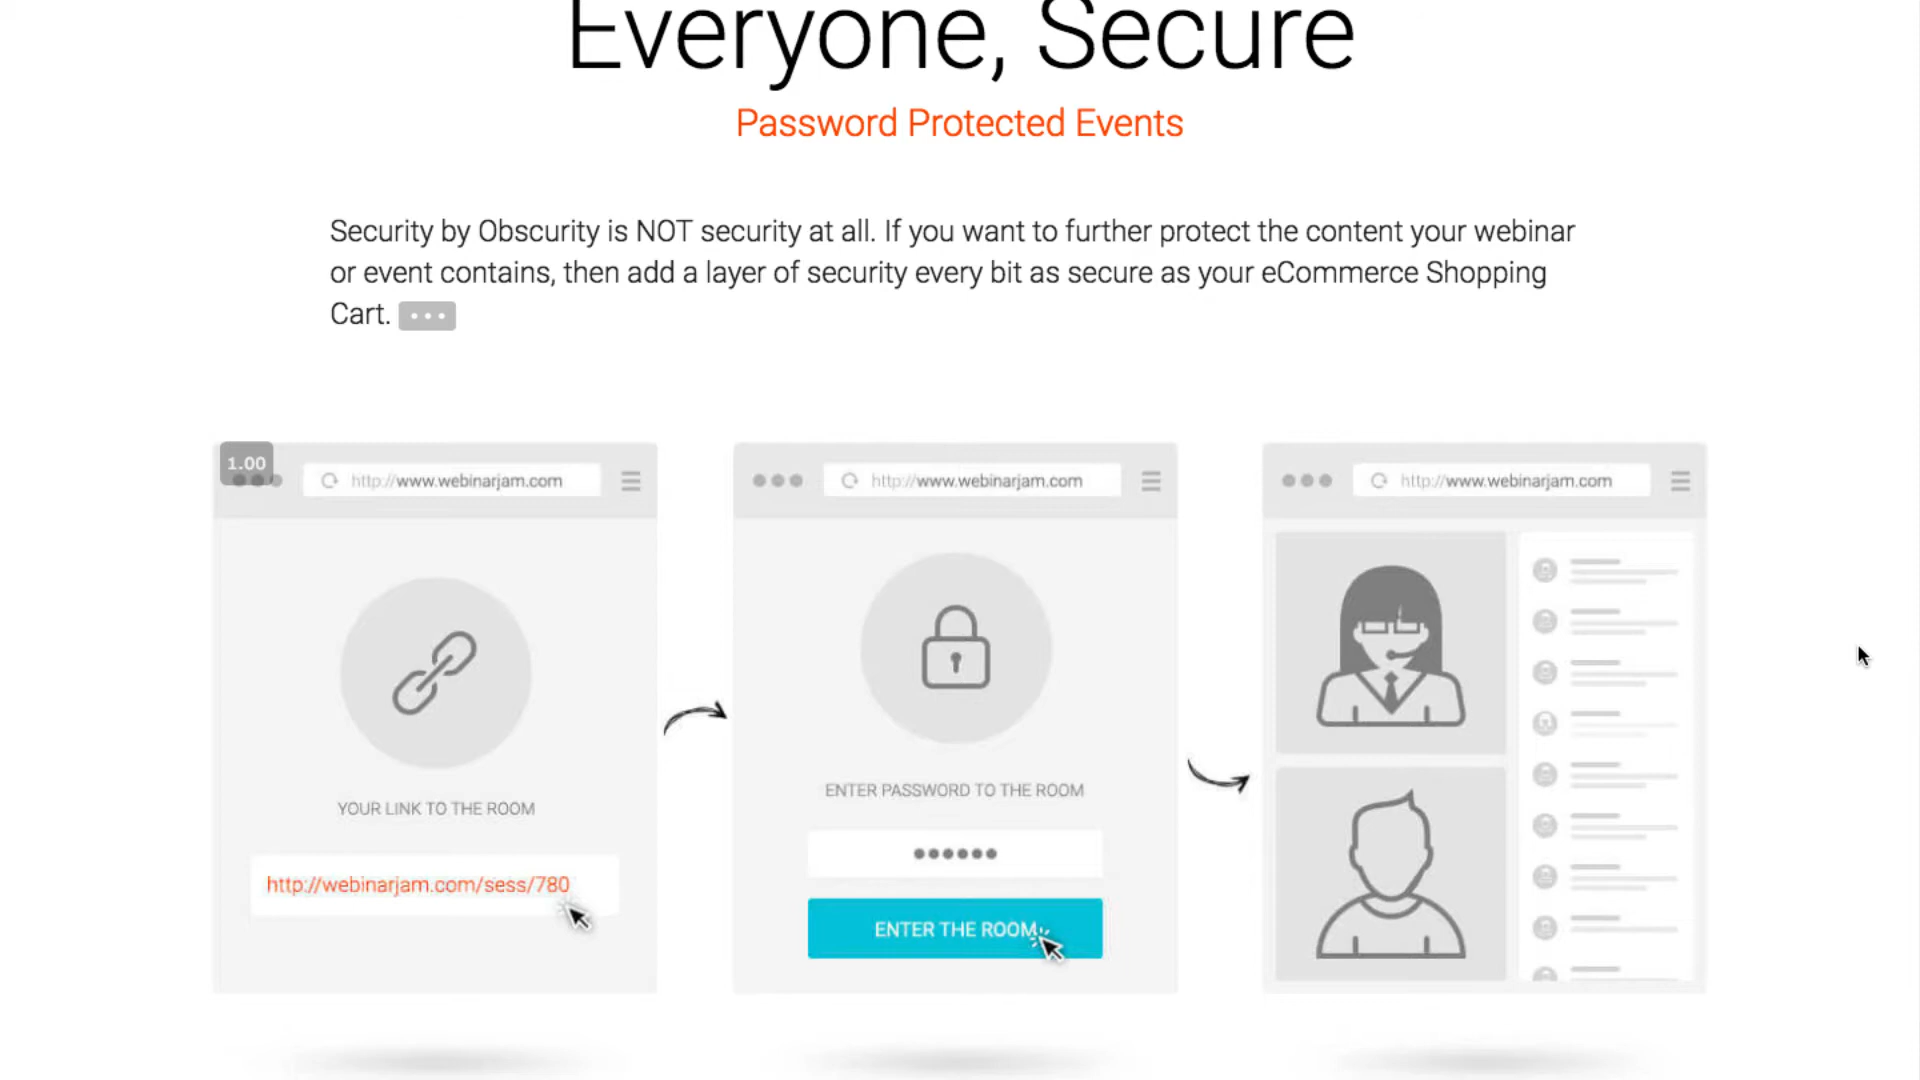 Everyone, Secure
Password Protected Events
Security by Obscurity is NOT security at all. If you want to further protect the content your webinar
or event contains, then add a layer of security every bit as secure as your eCommerce Shopping
Cart.
1.00
http://www.webinarjam.com
YOUR LINK TO THE ROOM
http://webinarjam.com/sess/780
http://www.webinarjam.com
ENTER PASSWORD TO THE ROOM
ENTER THE ROOM
http://www.webinarjam.com